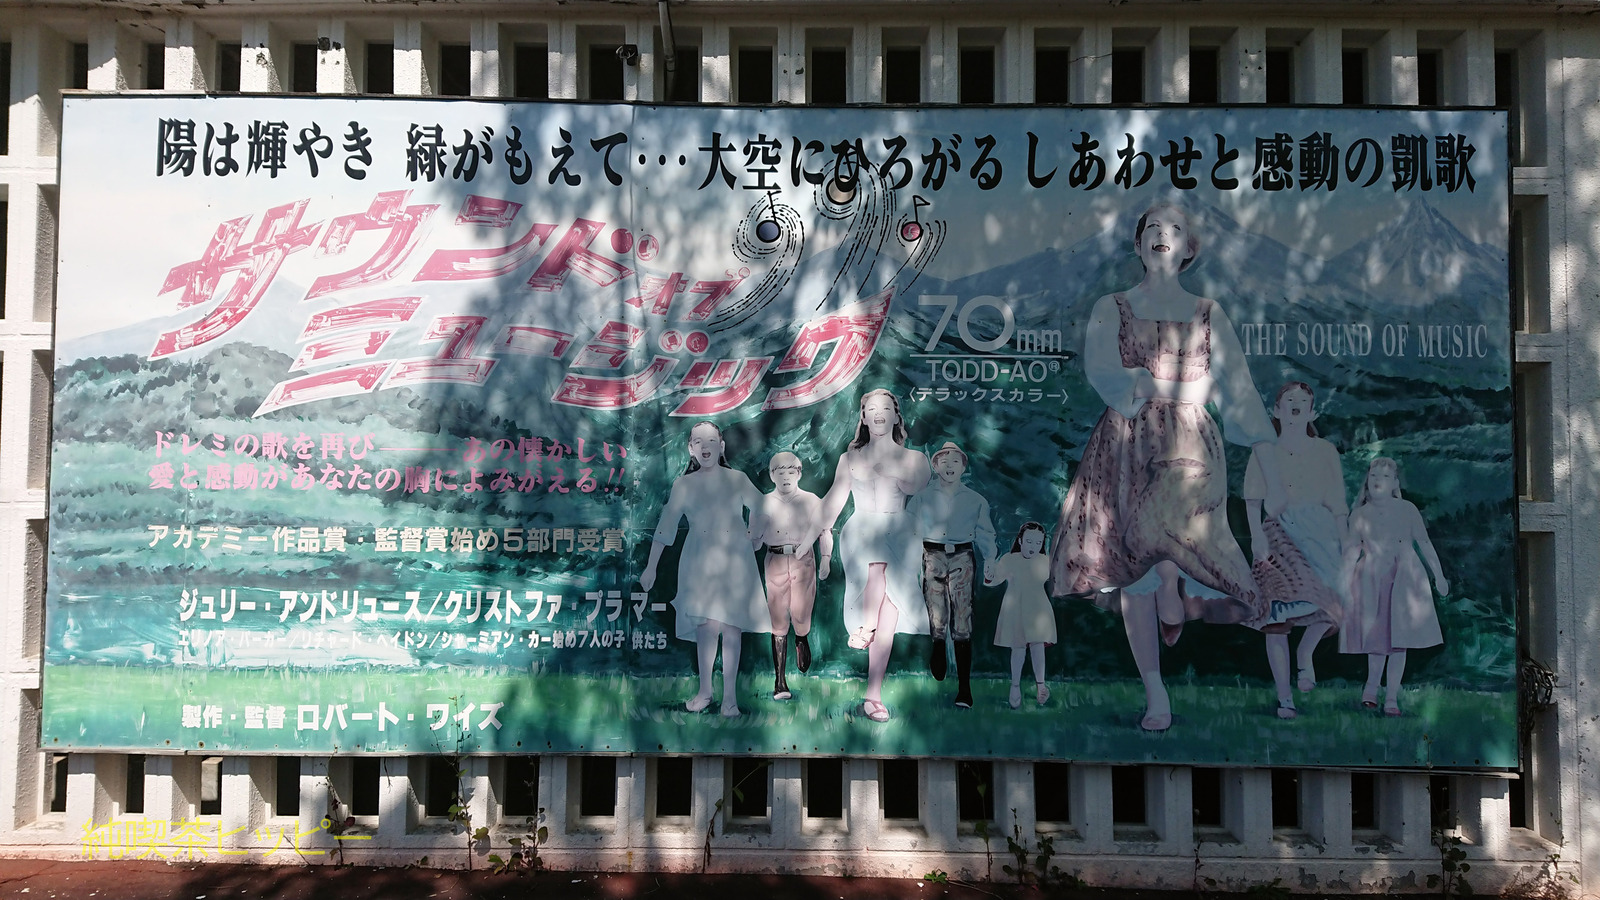 陽は輝やき 緑がもえて…大空にひろがる しあわせと感動の凱歌
サウンド・オブ
ミュージック
70mm
TODD-AO®
〈デラックスカラー〉
THE SOUND OF MUSIC
ドレミの歌を再び――あの懐かしい
愛と感動があなたの胸によみがえる!!
アカデミー作品賞・監督賞始め5部門受賞
ジュリー・アンドリュース/クリストファ・プラマー
エリノア・パーカー/リチャード・ヘイドン/シャーミアン・カー始め7人の子供たち
製作・監督 ロバート・ワイズ
純喫茶ヒッピー